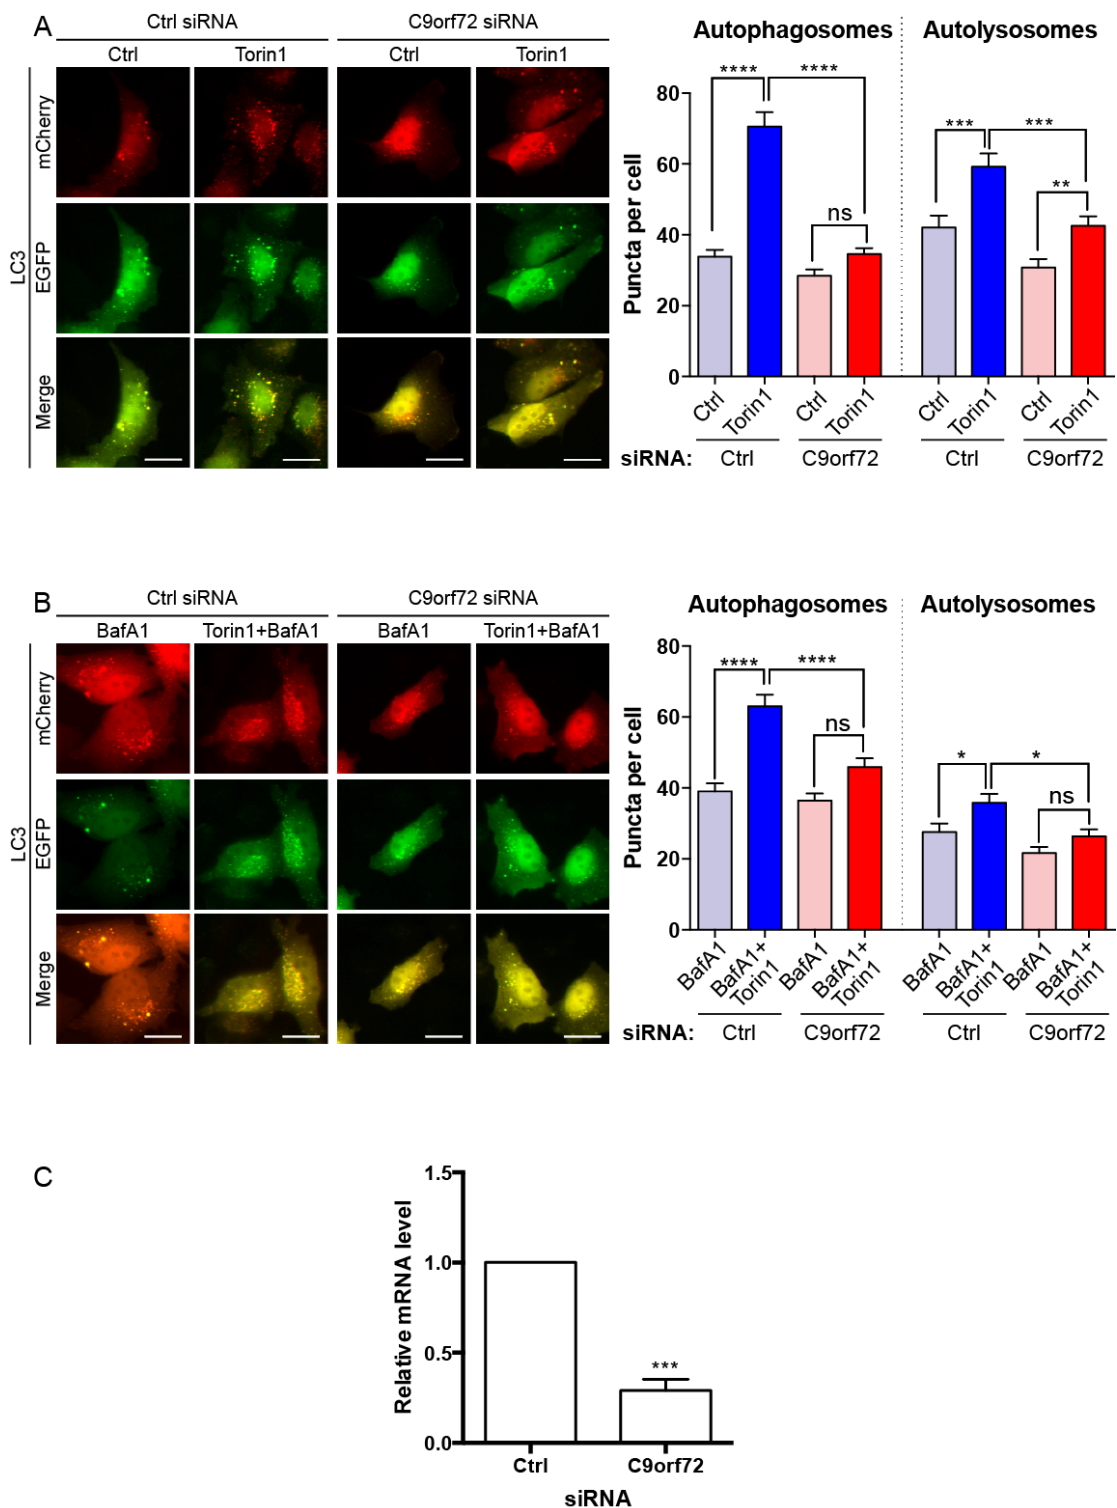 A
Ctrl siRNA
C9orf72 siRNA
Ctrl
Torin1
Ctrl
Torin1
mCherry
LC3
EGFP
Merge
Autophagosomes
Autolysosomes
Puncta per cell
80
60
40
20
0
****
****
ns
***
***
**
Ctrl
Torin1
Ctrl
Torin1
Ctrl
Torin1
Ctrl
Torin1
siRNA:
Ctrl
C9orf72
Ctrl
C9orf72
B
Ctrl siRNA
C9orf72 siRNA
BafA1
Torin1+BafA1
BafA1
Torin1+BafA1
mCherry
LC3
EGFP
Merge
Autophagosomes
Autolysosomes
Puncta per cell
80
60
40
20
0
****
****
ns
*
*
ns
BafA1
BafA1+
Torin1
BafA1
BafA1+
Torin1
BafA1
BafA1+
Torin1
BafA1
BafA1+
Torin1
siRNA:
Ctrl
C9orf72
Ctrl
C9orf72
C
Relative mRNA level
1.5
1.0
0.5
0.0
***
Ctrl
C9orf72
siRNA